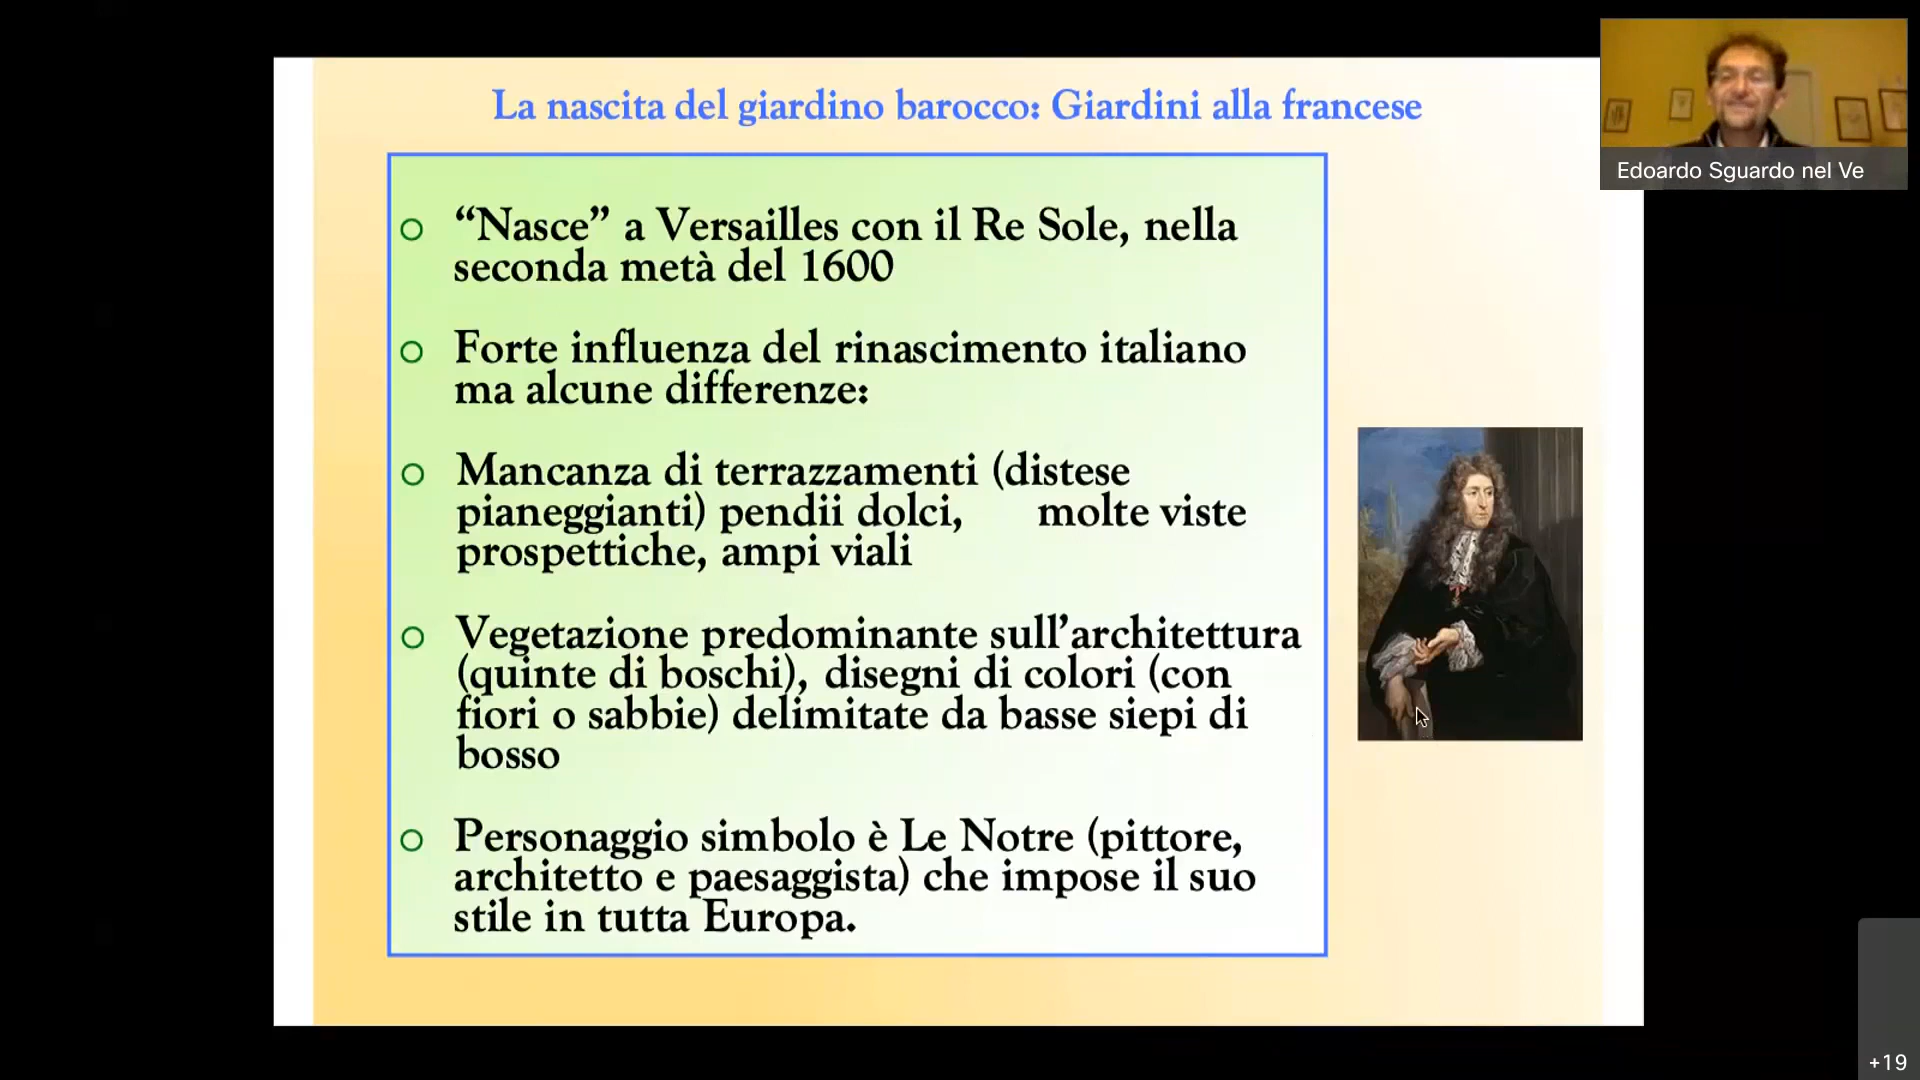 La nascita del giardino barocco: Giardini alla francese
Edoardo Sguardo nel Ve
“Nasce” a Versailles con il Re Sole, nella
seconda metà del 1600
Forte influenza del rinascimento italiano
ma alcune differenze:
Mancanza di terrazzamenti (distese
pianeggianti) pendii dolci, molte viste
prospettiche, ampi viali
Vegetazione predominante sull’architettura
(quinte di boschi), disegni di colori (con
fiori o sabbie) delimitate da basse siepi di
bosso
Personaggio simbolo è Le Notre (pittore,
architetto e paesaggista) che impose il suo
stile in tutta Europa.
+19